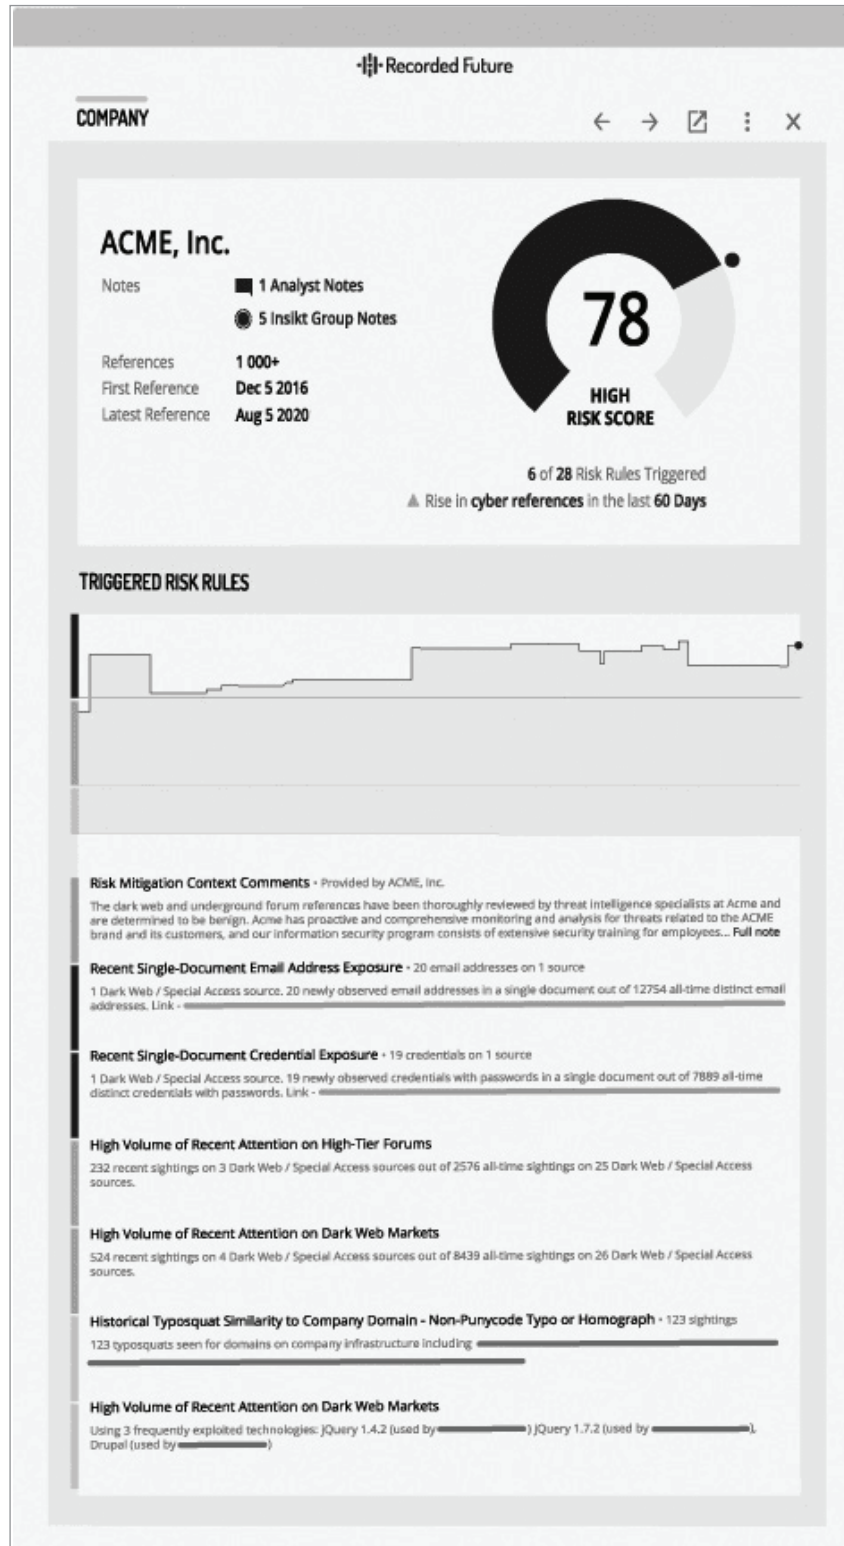 Recorded Future
COMPANY
ACME, Inc.
Notes
1 Analyst Notes
5 Insikt Group Notes
References
1 000+
First Reference
Dec 5 2016
Latest Reference
Aug 5 2020
78
HIGH
RISK SCORE
6 of 28 Risk Rules Triggered
Rise in cyber references in the last 60 Days
TRIGGERED RISK RULES
Risk Mitigation Context Comments • Provided by ACME, Inc.
The dark web and underground forum references have been thoroughly reviewed by threat intelligence specialists at Acme and
are determined to be benign. Acme has proactive and comprehensive monitoring and analysis for threats related to the ACME
brand and its customers, and our information security program consists of extensive security training for employees... Full note
Recent Single-Document Email Address Exposure • 20 email addresses on 1 source
1 Dark Web / Special Access source. 20 newly observed email addresses in a single document out of 12754 all-time distinct email
addresses. Link -
Recent Single-Document Credential Exposure • 19 credentials on 1 source
1 Dark Web / Special Access source. 19 newly observed credentials with passwords in a single document out of 7889 all-time
distinct credentials with passwords. Link -
High Volume of Recent Attention on High-Tier Forums
232 recent sightings on 3 Dark Web / Special Access sources out of 2576 all-time sightings on 25 Dark Web / Special Access
sources.
High Volume of Recent Attention on Dark Web Markets
524 recent sightings on 4 Dark Web / Special Access sources out of 8439 all-time sightings on 26 Dark Web / Special Access
sources.
Historical Typosquat Similarity to Company Domain - Non-Punycode Typo or Homograph • 123 sightings
123 typosquats seen for domains on company infrastructure including
High Volume of Recent Attention on Dark Web Markets
Using 3 frequently exploited technologies: jQuery 1.4.2 (used by ) jQuery 1.7.2 (used by ),
Drupal (used by )